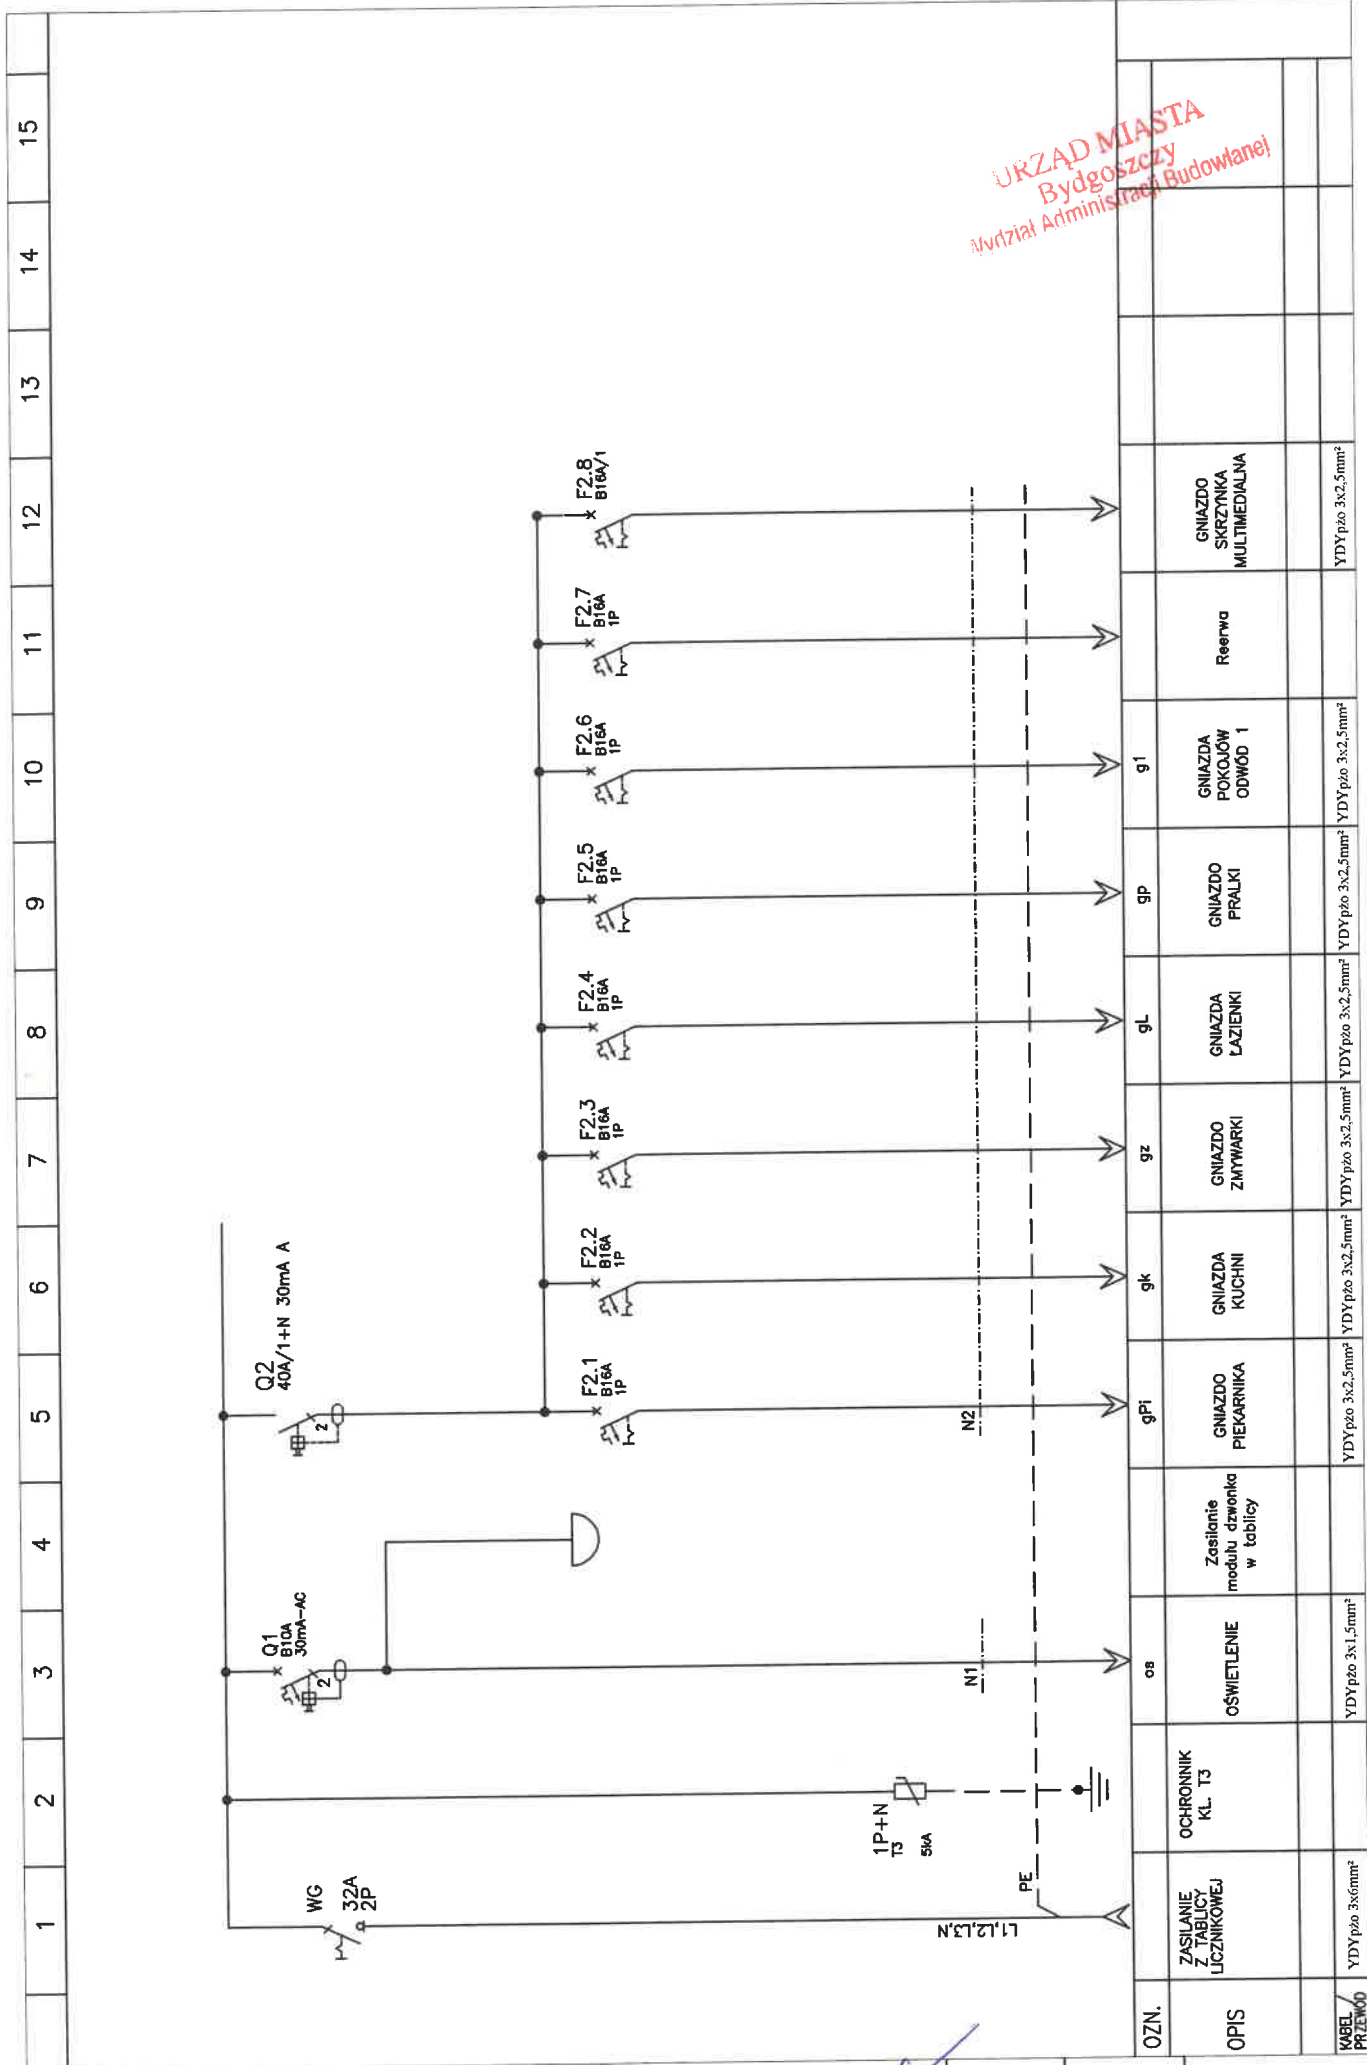 1 2 3 4 5 6 7 8 9 10 11 12 13 14 15
WG
32A
2P
1P+N
T3
5kA
Q1
B10A
30mA-AC
2
Q2
40A/1+N 30mA A
2
F2.1
B16A
1P
F2.2
B16A
1P
F2.3
B16A
1P
F2.4
B16A
1P
F2.5
B16A
1P
F2.6
B16A
1P
F2.7
B16A
1P
F2.8
B16A/1
L1,L2,L3,N
PE
N1
N2
URZĄD MIASTA
Bydgoszczy
Wydział Administracji Budowlanej
OZN. os gPi gk gz gL gp g1
OPIS
ZASILANIE
Z TABLICY
LICZNIKOWEJ
OCHRONNIK
KL. T3
OŚWIETLENIE
Zasilanie
modułu dzwonka
w tablicy
GNIAZDO
PIEKARNIKA
GNIAZDA
KUCHNI
GNIAZDO
ZMYWARKI
GNIAZDA
ŁAZIENKI
GNIAZDO
PRALKI
GNIAZDA
POKOJÓW
ODWÓD 1
Reerwa
GNIAZDO
SKRZYNKA
MULTIMEDIALNA
KABEL/
PRZEWÓD
YDYpżo 3x6mm²
YDYpżo 3x1,5mm²
YDYpżo 3x2,5mm²
YDYpżo 3x2,5mm²
YDYpżo 3x2,5mm²
YDYpżo 3x2,5mm²
YDYpżo 3x2,5mm²
YDYpżo 3x2,5mm²
YDYpżo 3x2,5mm²